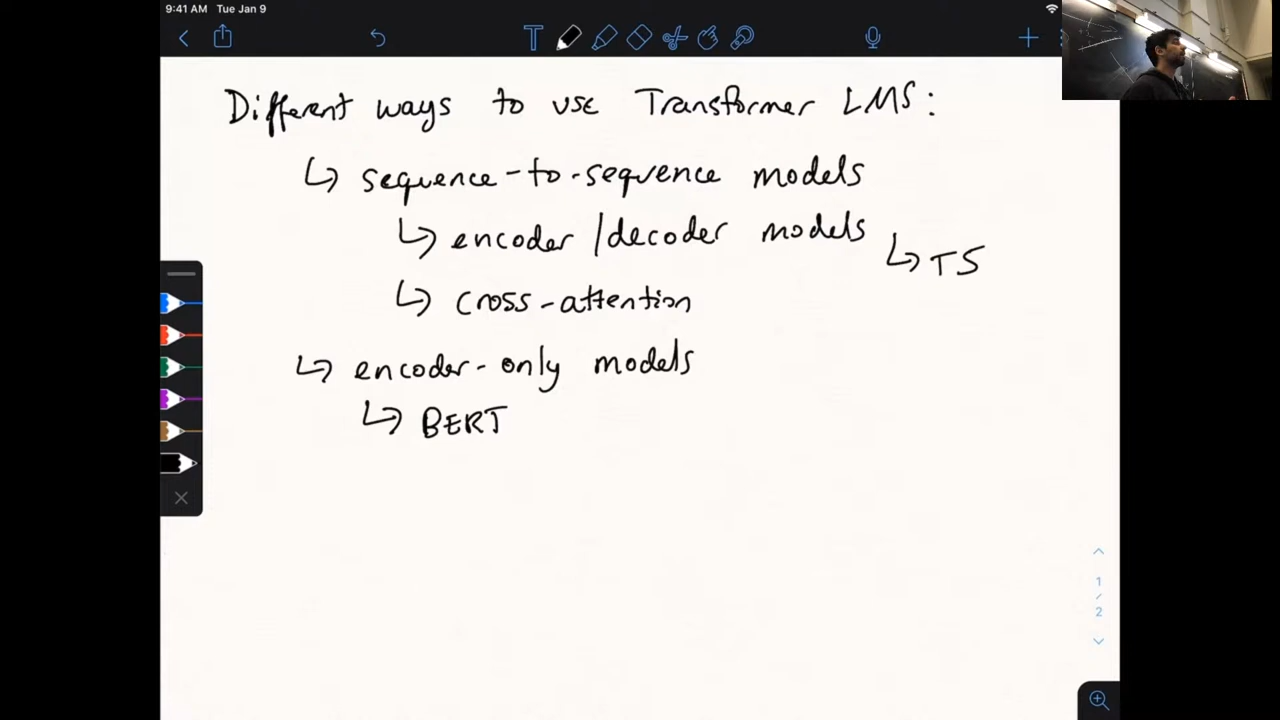 9:41 AM Tue Jan 9
Different ways to use Transformer LMS:
↳ sequence-to-sequence models
↳ encoder/decoder models
↳ T5
↳ cross-attention
↳ encoder-only models
↳ BERT
1
/
2